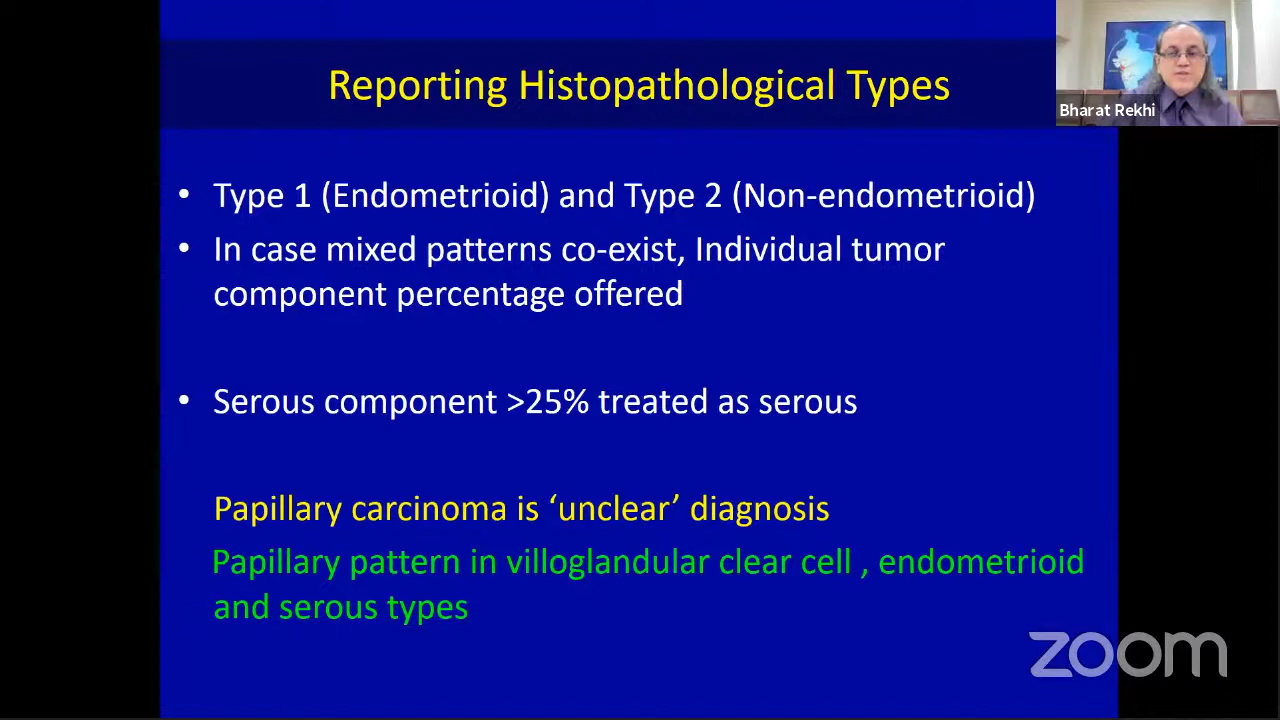 Reporting Histopathological Types
Bharat Rekhi
• Type 1 (Endometrioid) and Type 2 (Non-endometrioid)
• In case mixed patterns co-exist, Individual tumor
component percentage offered
• Serous component >25% treated as serous
Papillary carcinoma is ‘unclear’ diagnosis
Papillary pattern in villoglandular clear cell , endometrioid
and serous types
zoom